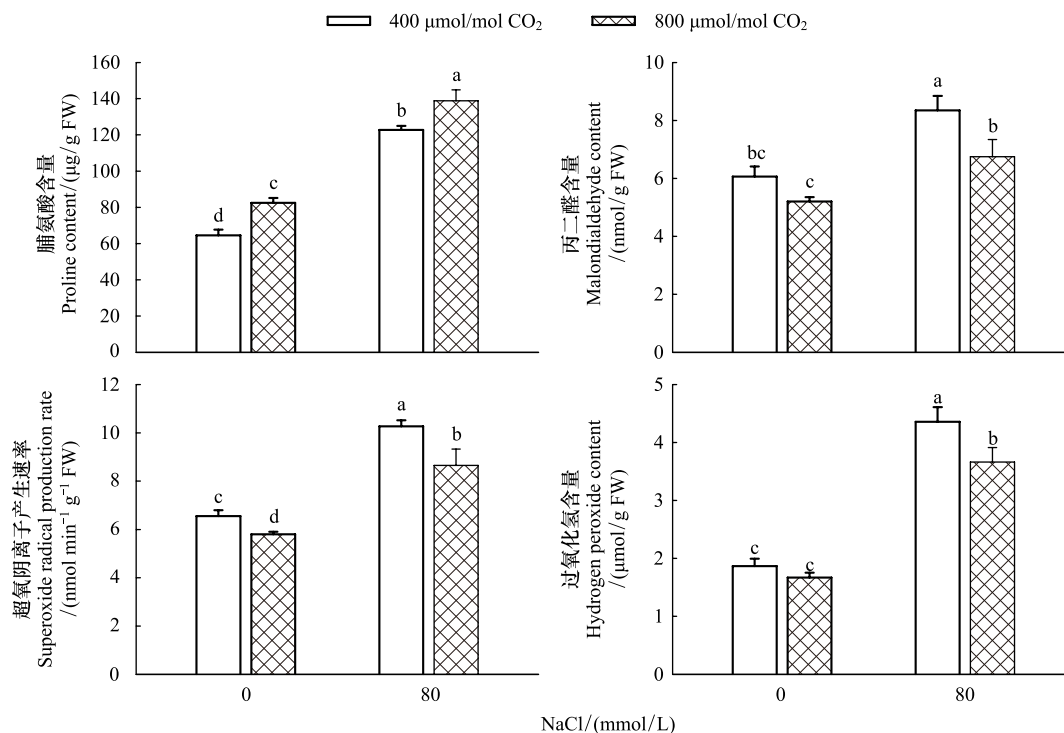 400 μmol/mol CO₂
800 μmol/mol CO₂
脯氨酸含量
Proline content/(μg/g FW)
160
140
120
100
80
60
40
20
0
d
c
b
a
丙二醛含量
Malondialdehyde content
/(nmol/g FW)
10
8
6
4
2
0
bc
c
a
b
超氧阴离子产生速率
Superoxide radical production rate
/(nmol min⁻¹ g⁻¹ FW)
12
10
8
6
4
2
0
c
d
a
b
0
80
过氧化氢含量
Hydrogen peroxide content
/(μmol/g FW)
5
4
3
2
1
0
c
c
a
b
0
80
NaCl/(mmol/L)